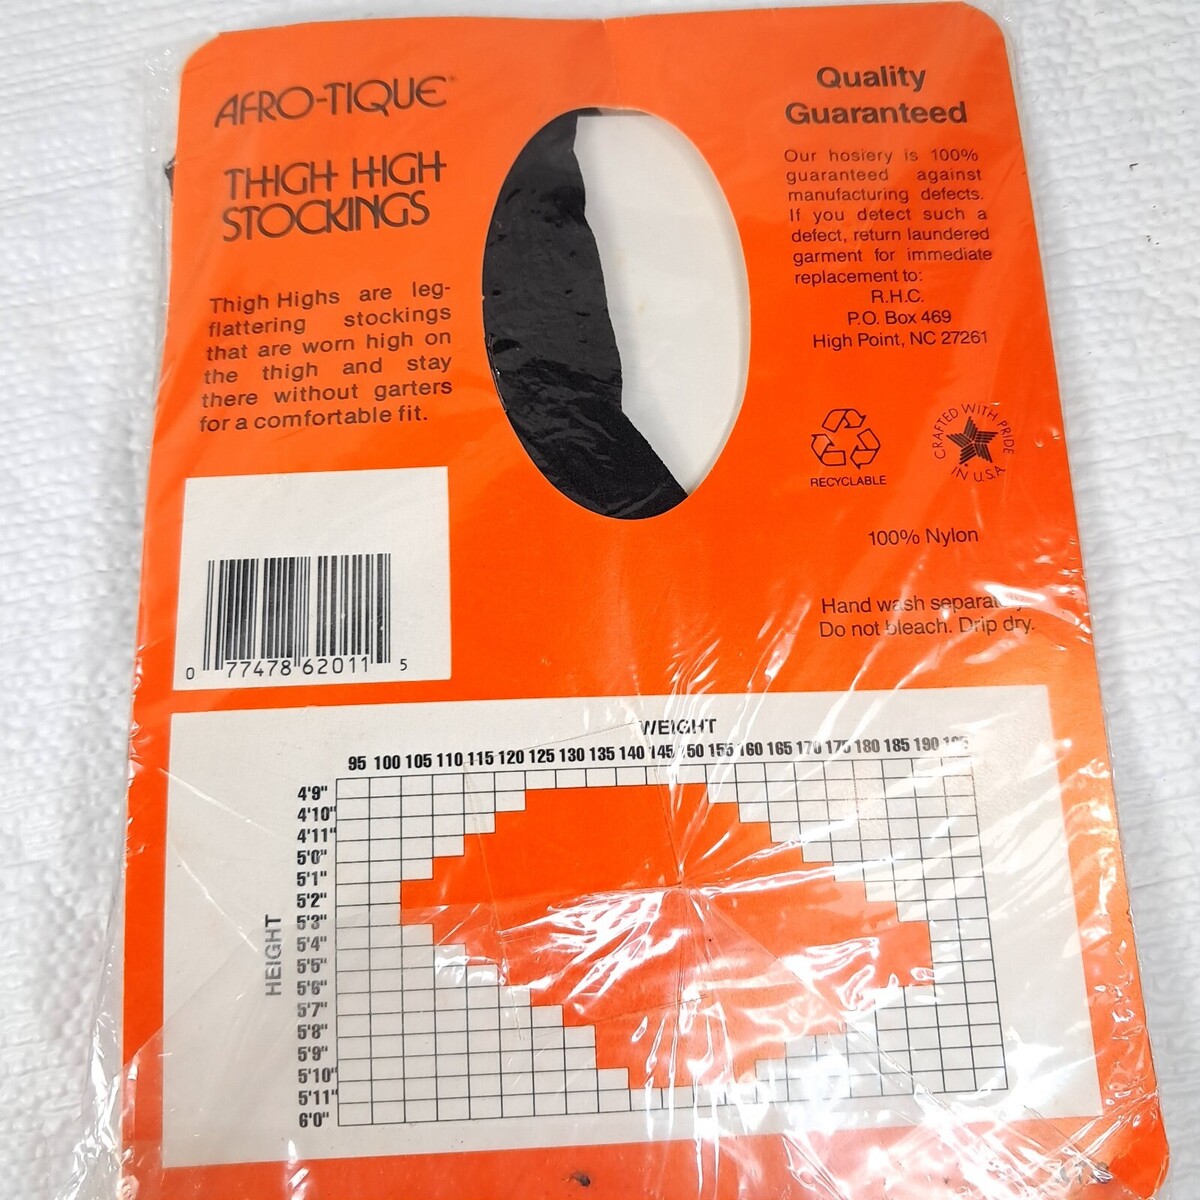 AFRO-TIQUE®
THIGH HIGH
STOCKINGS
Thigh Highs are leg-
flattering stockings
that are worn high on
the thigh and stay
there without garters
for a comfortable fit.
Quality
Guaranteed
Our hosiery is 100%
guaranteed against
manufacturing defects.
If you detect such a
defect, return laundered
garment for immediate
replacement to:
R.H.C.
P.O. Box 469
High Point, NC 27261
RECYCLABLE
CRAFTED WITH PRIDE
IN U.S.A.
100% Nylon
Hand wash
Do not bleach. Drip dry.
0 77478 62011 5
WEIGHT
95 100 105 110 115 120 125 130 135 140 145 150 155 160 165 170 175 180 185 190 195
HEIGHT
4'9"
4'10"
4'11"
5'0"
5'1"
5'2"
5'3"
5'4"
5'5"
5'6"
5'7"
5'8"
5'9"
5'10"
5'11"
6'0"